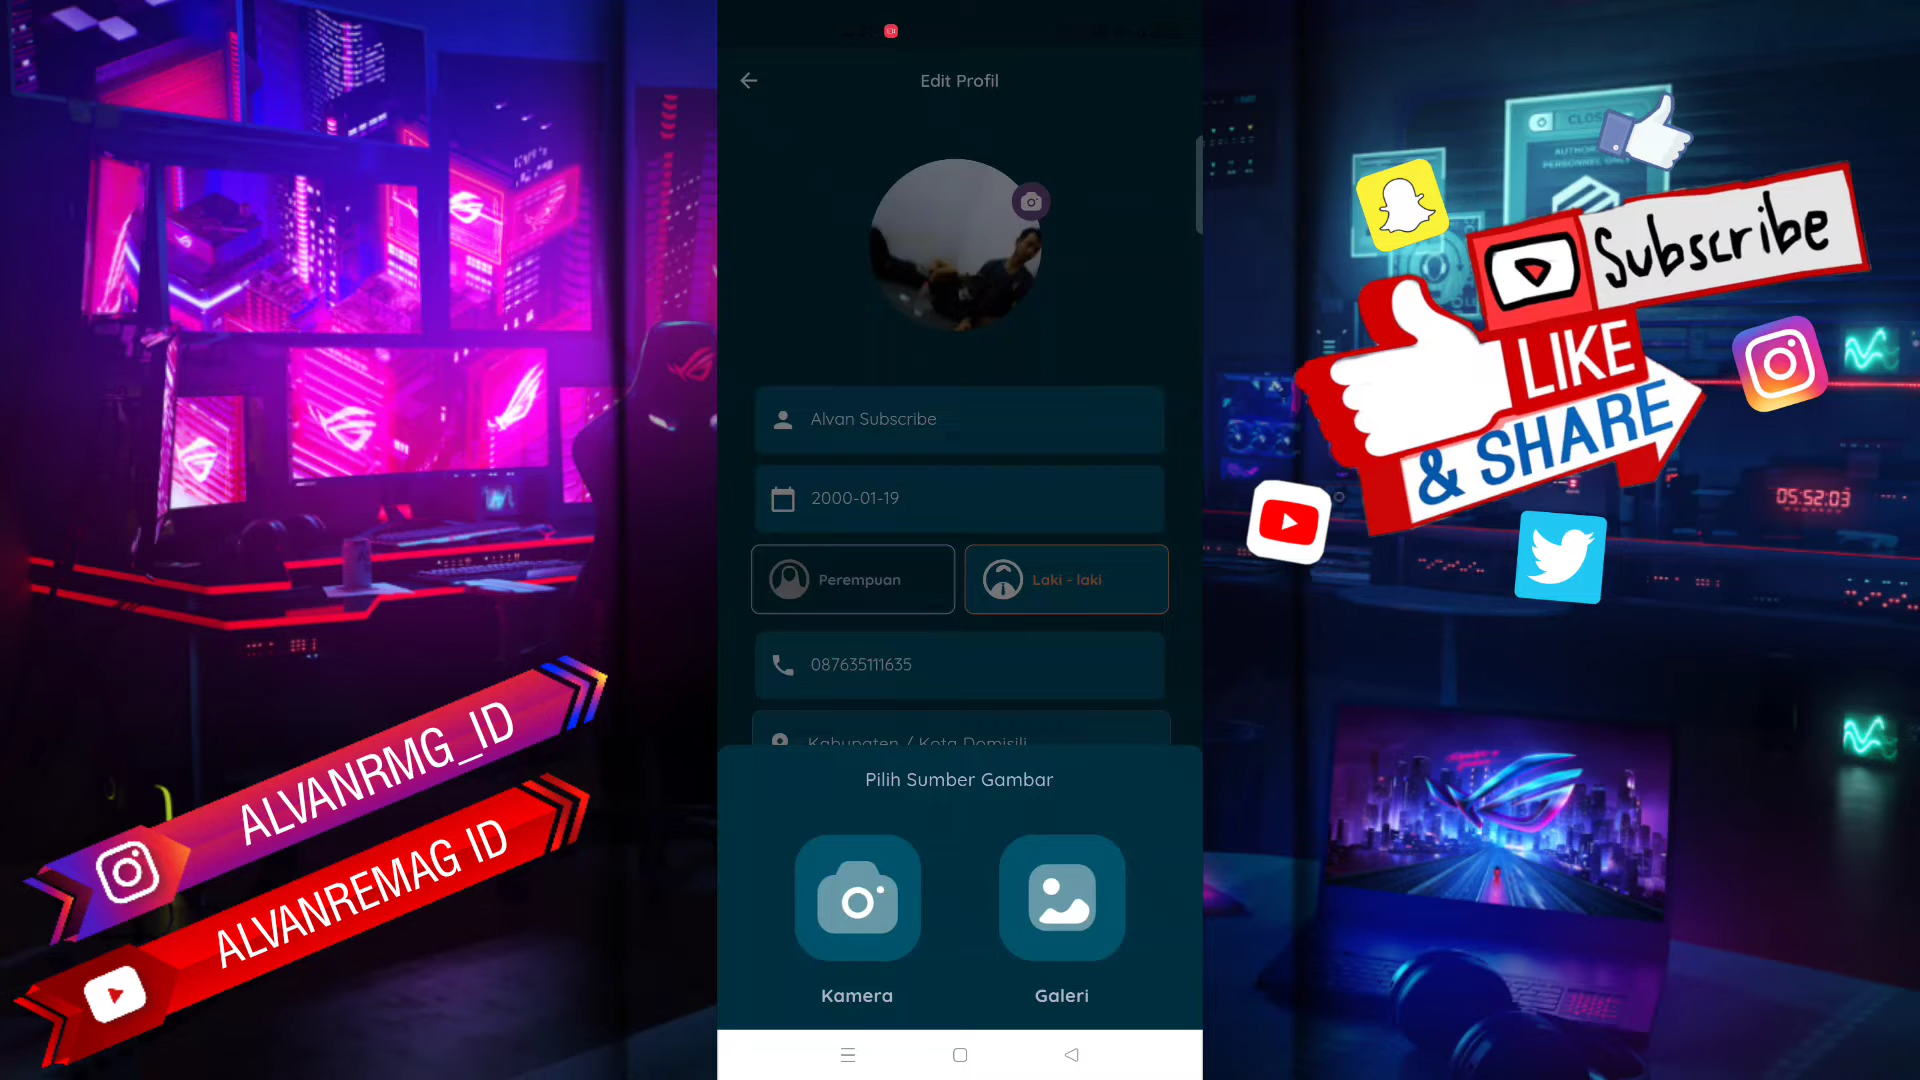 Edit Profil
Alvan Subscribe
2000-01-19
Perempuan
Laki - laki
087635111635
Kabupaten / Kota Domisili
Pilih Sumber Gambar
Kamera
Galeri
ALVANRMG_ID
ALVANREMAG ID
Subscribe
LIKE
& SHARE
05:52:03